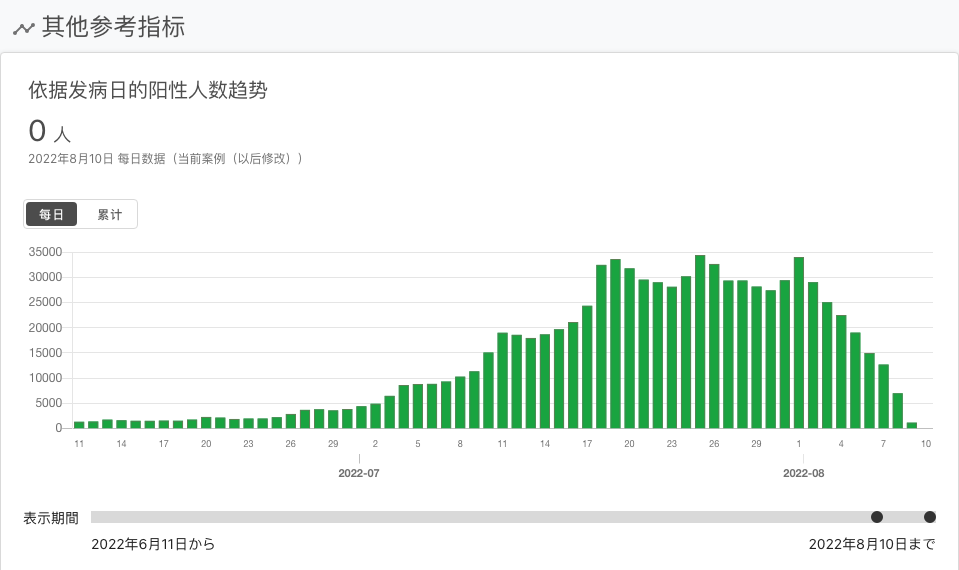 其他参考指标
依据发病日的阳性人数趋势
0 人
2022年8月10日 每日数据（当前案例（以后修改））
每日 累计
35000
30000
25000
20000
15000
10000
5000
0
11 14 17 20 23 26 29 2 5 8 11 14 17 20 23 26 29 1 4 7 10
2022-07 2022-08
表示期間
2022年6月11日から 2022年8月10日まで